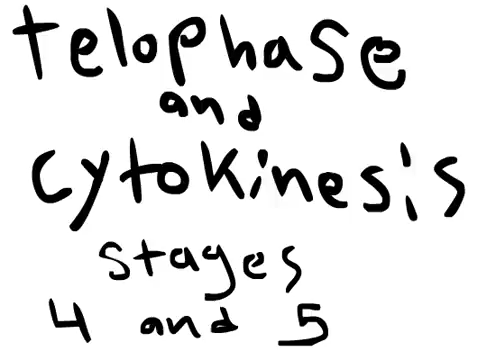 telophase
and
cytokinesis
stages
4 and 5